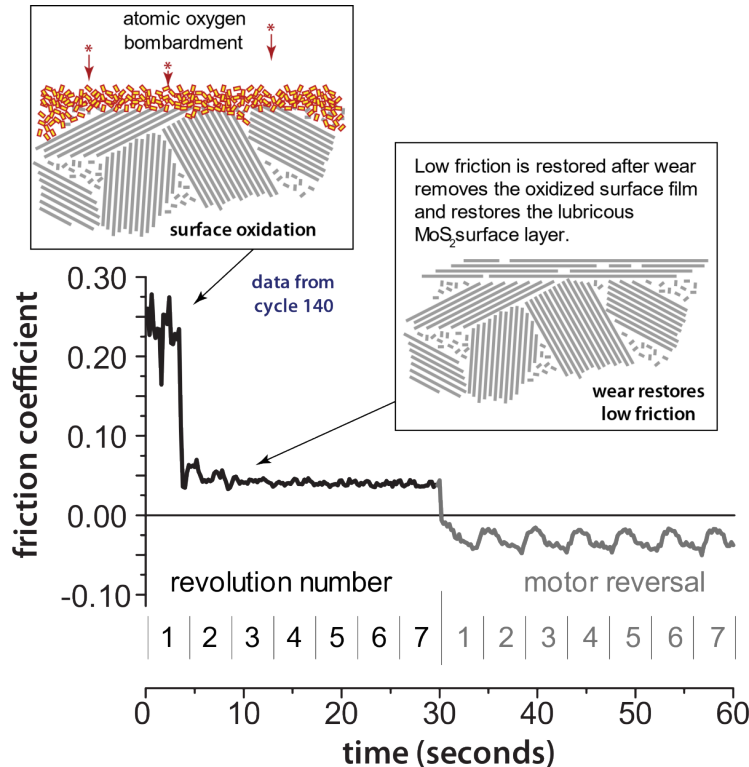 atomic oxygen
bombardment
*
*
*
surface oxidation
Low friction is restored after wear
removes the oxidized surface film
and restores the lubricous
MoS2surface layer.
wear restores
low friction
data from
cycle 140
friction coefficient
0.30
0.20
0.10
0.00
-0.10
revolution number
motor reversal
1 2 3 4 5 6 7 1 2 3 4 5 6 7
0 10 20 30 40 50 60
time (seconds)